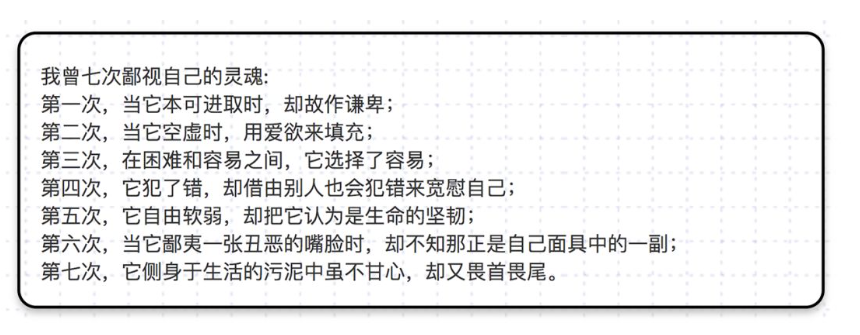 我曾七次鄙视自己的灵魂:
第一次，当它本可进取时，却故作谦卑；
第二次，当它空虚时，用爱欲来填充；
第三次，在困难和容易之间，它选择了容易；
第四次，它犯了错，却借由别人也会犯错来宽慰自己；
第五次，它自由软弱，却把它认为是生命的坚韧；
第六次，当它鄙夷一张丑恶的嘴脸时，却不知那正是自己面具中的一副；
第七次，它侧身于生活的污泥中虽不甘心，却又畏首畏尾。